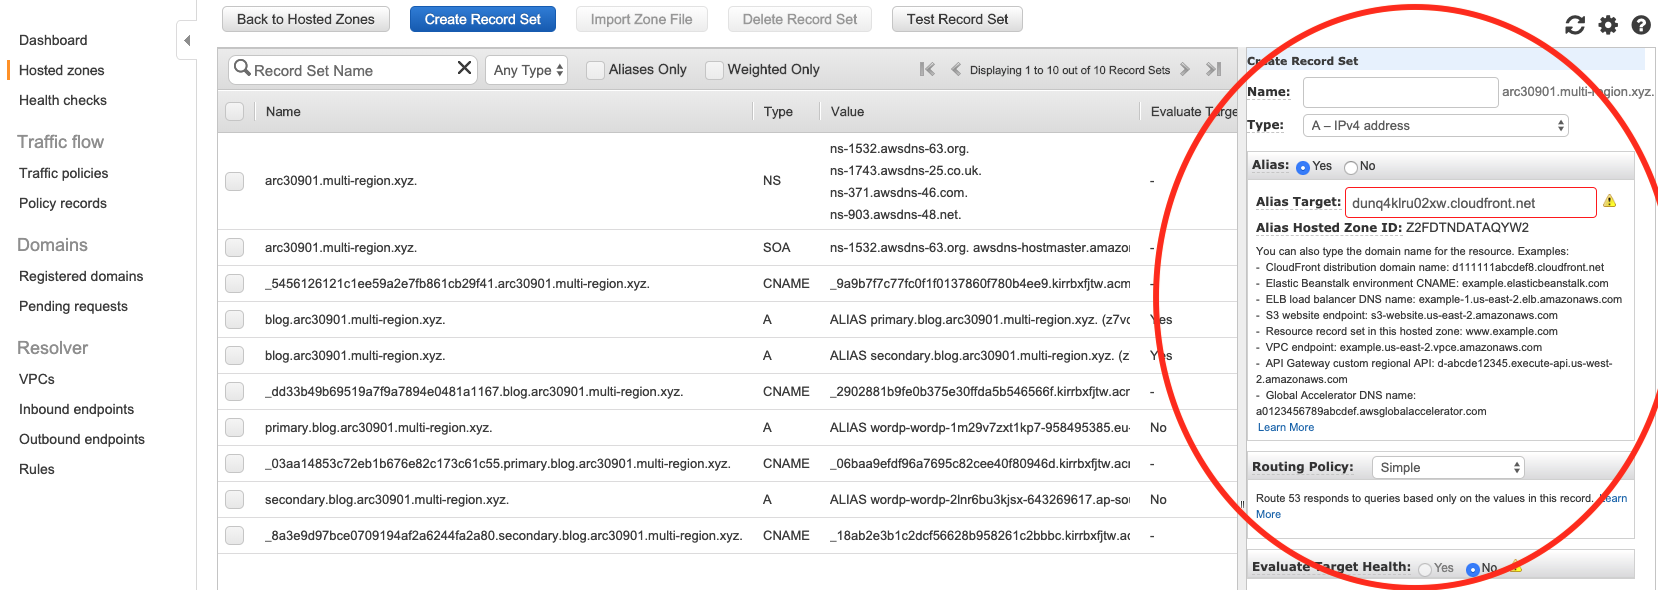 Back to Hosted Zones
Create Record Set
Import Zone File
Delete Record Set
Test Record Set
Dashboard
Hosted zones
Health checks
Traffic flow
Traffic policies
Policy records
Domains
Registered domains
Pending requests
Resolver
VPCs
Inbound endpoints
Outbound endpoints
Rules
Record Set Name
Any Type
Aliases Only
Weighted Only
Displaying 1 to 10 out of 10 Record Sets
Name Type Value Evaluate Targe
arc30901.multi-region.xyz. NS
ns-1532.awsdns-63.org.
ns-1743.awsdns-25.co.uk.
ns-371.awsdns-46.com.
ns-903.awsdns-48.net.
-
arc30901.multi-region.xyz. SOA ns-1532.awsdns-63.org. awsdns-hostmaster.amazo -
_5456126121c1ee59a2e7fb861cb29f41.arc30901.multi-region.xyz. CNAME _9a9b7f7c77fc0f1f0137860f780b4ee9.kirrbxfjtw.acm -
blog.arc30901.multi-region.xyz. A ALIAS primary.blog.arc30901.multi-region.xyz. (z7vc Yes
blog.arc30901.multi-region.xyz. A ALIAS secondary.blog.arc30901.multi-region.xyz. (z Yes
_dd33b49b69519a7f9a7894e0481a1167.blog.arc30901.multi-region.xyz. CNAME _2902881b9fe0b375e30ffda5b546566f.kirrbxfjtw.acr -
primary.blog.arc30901.multi-region.xyz. A ALIAS wordp-wordp-1m29v7zxt1kp7-958495385.eu- No
_03aa14853c72eb1b676e82c173c61c55.primary.blog.arc30901.multi-region.xyz. CNAME _06baa9efdf96a7695c82cee40f80946d.kirrbxfjtw.acr -
secondary.blog.arc30901.multi-region.xyz. A ALIAS wordp-wordp-2lnr6bu3kjsx-643269617.ap-sou No
_8a3e9d97bce0709194af2a6244fa2a80.secondary.blog.arc30901.multi-region.xyz. CNAME _18ab2e3b1c2dcf56628b958261c2bbbc.kirrbxfjtw.ac -
Create Record Set
Name: arc30901.multi-region.xyz.
Type: A – IPv4 address
Alias: Yes No
Alias Target: dunq4klru02xw.cloudfront.net
Alias Hosted Zone ID: Z2FDTNDATAQYW2
You can also type the domain name for the resource. Examples:
- CloudFront distribution domain name: d111111abcdef8.cloudfront.net
- Elastic Beanstalk environment CNAME: example.elasticbeanstalk.com
- ELB load balancer DNS name: example-1.us-east-2.elb.amazonaws.com
- S3 website endpoint: s3-website.us-east-2.amazonaws.com
- Resource record set in this hosted zone: www.example.com
- VPC endpoint: example.us-east-2.vpce.amazonaws.com
- API Gateway custom regional API: d-abcde12345.execute-api.us-west-
2.amazonaws.com
- Global Accelerator DNS name:
a0123456789abcdef.awsglobalaccelerator.com
Learn More
Routing Policy: Simple
Route 53 responds to queries based only on the values in this record. Learn
More
Evaluate Target Health: Yes No